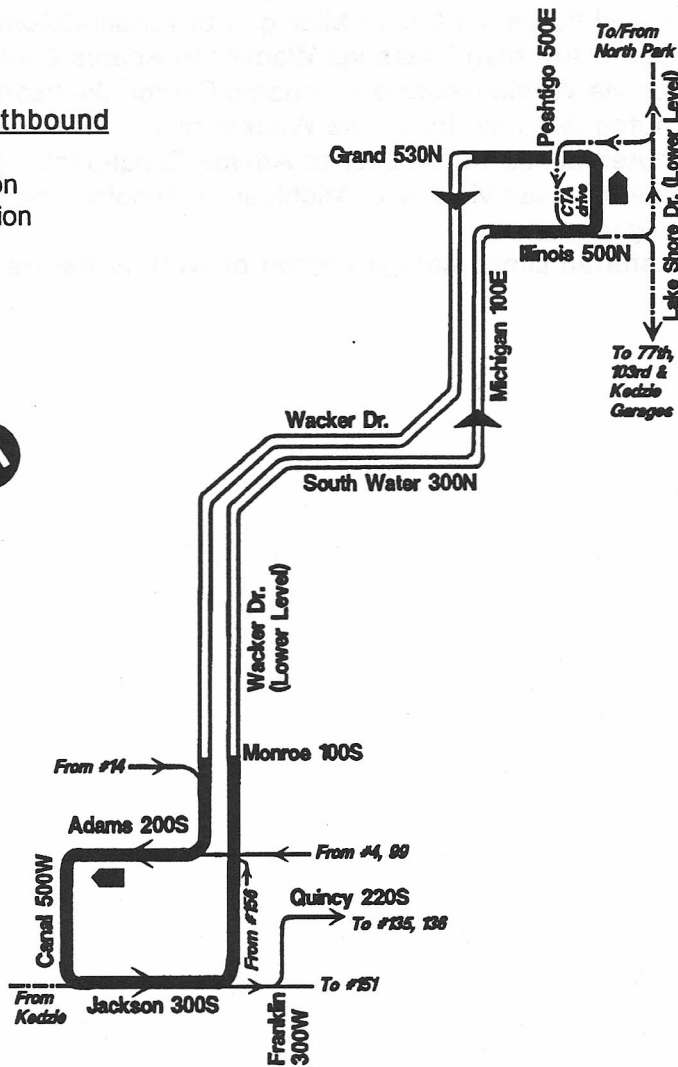 To/From
North Park
Peshtigo 500E
Lake Shore Dr. (Lower Level)
thbound
Grand 530N
on
tion
CTA
drive
Illinois 500N
Michigan 100E
To 77th,
103rd &
Kedzie
Garages
Wacker Dr.
South Water 300N
Wacker Dr.
(Lower Level)
Monroe 100S
From #14
Adams 200S
From #4, 99
Canal 500W
From #156
Quincy 220S
To #135, 136
From
Kedzie
Jackson 300S
To #151
Franklin
300W